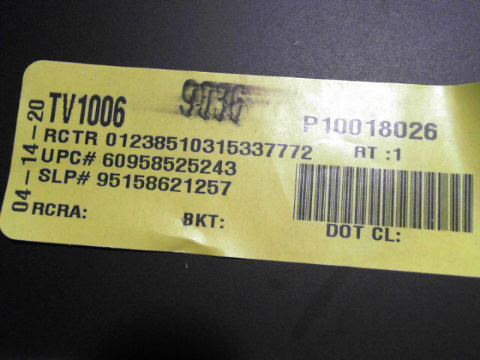 04-14-20
TV1006
9036
P10018026
RCTR 01238510315337772
RT :1
UPC# 60958525243
SLP# 95158621257
RCRA:
BKT:
DOT CL: